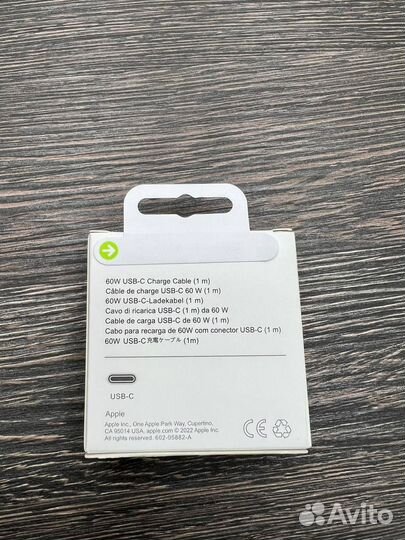 60W USB-C Charge Cable (1 m)
Câble de charge USB-C 60 W (1 m)
60W USB-C-Ladekabel (1 m)
Cavo di ricarica USB-C (1 m) da 60 W
Cable de carga USB-C de 60 W (1 m)
Cabo para recarga de 60W com conector USB-C (1 m)
60W USB-C充電ケーブル (1m)
USB-C
Apple
Apple Inc., One Apple Park Way, Cupertino,
CA 95014 USA. apple.com © 2022 Apple Inc.
All rights reserved. 602-05882-A
CE
Avito